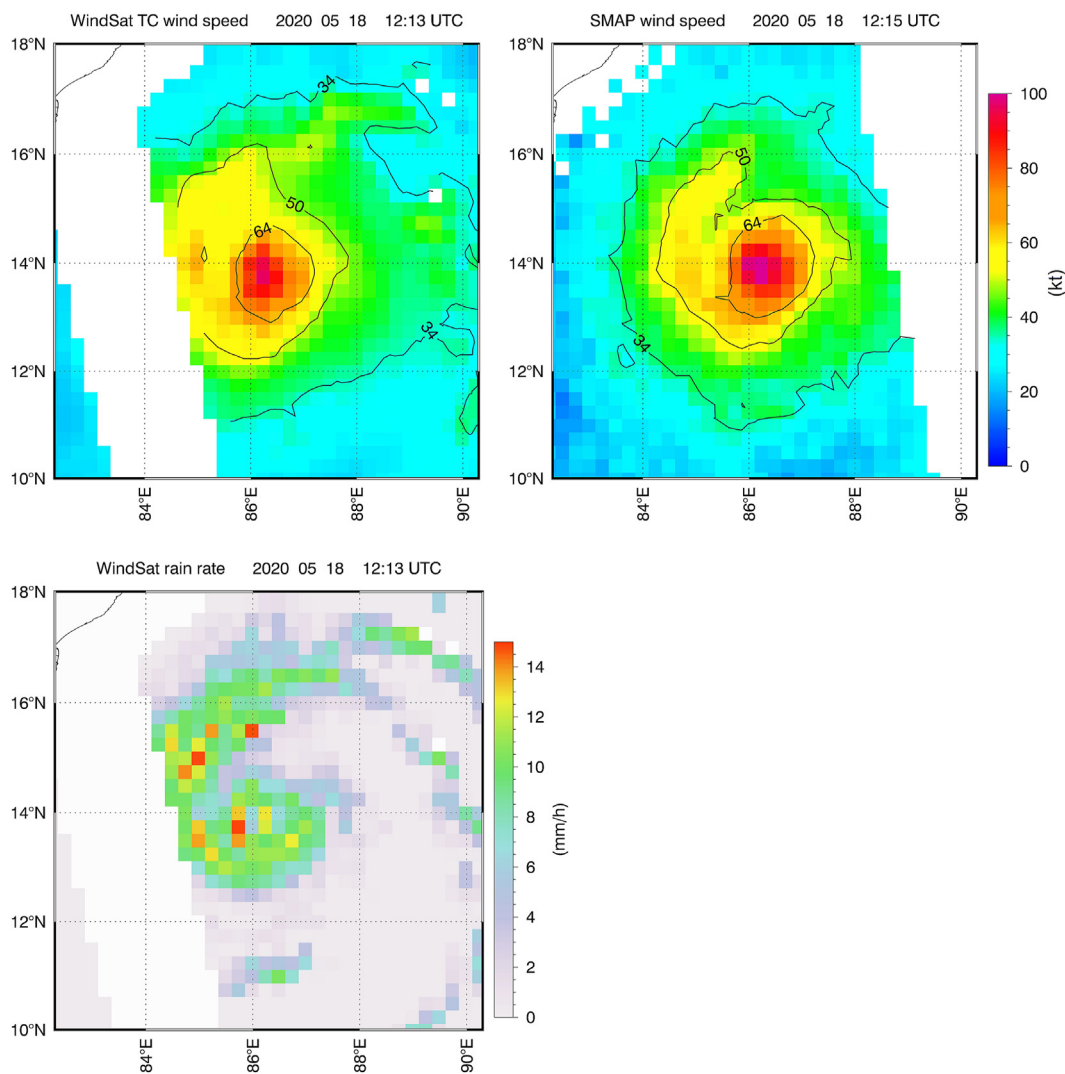 WindSat TC wind speed 2020 05 18 12:13 UTC
SMAP wind speed 2020 05 18 12:15 UTC
18°N
16°N
14°N
12°N
10°N
84°E
86°E
88°E
90°E
34
50
64
34
18°N
16°N
14°N
12°N
10°N
84°E
86°E
88°E
90°E
50
64
34
100
80
60
40
20
0
(kt)
WindSat rain rate 2020 05 18 12:13 UTC
18°N
16°N
14°N
12°N
10°N
84°E
86°E
88°E
90°E
14
12
10
8
6
4
2
0
(mm/h)